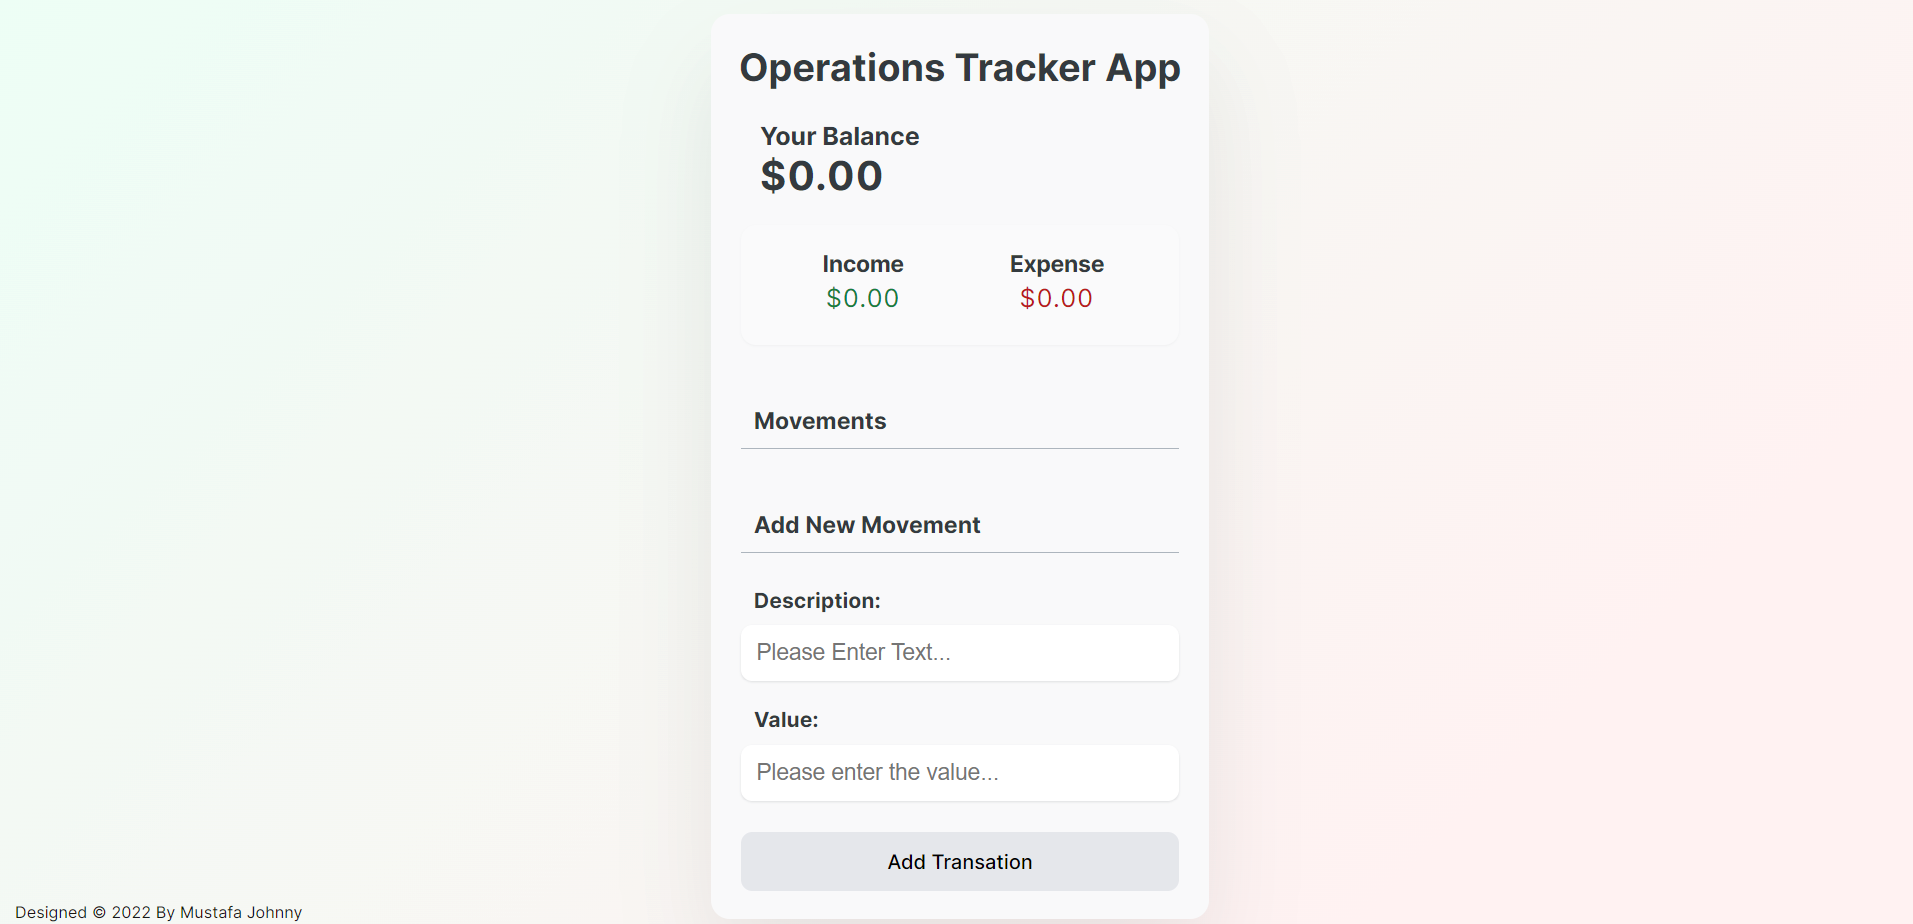 Operations Tracker App
Your Balance
$0.00
Income Expense
$0.00 $0.00
Movements
Add New Movement
Description:
Please Enter Text...
Value:
Please enter the value...
Add Transation
Designed © 2022 By Mustafa Johnny